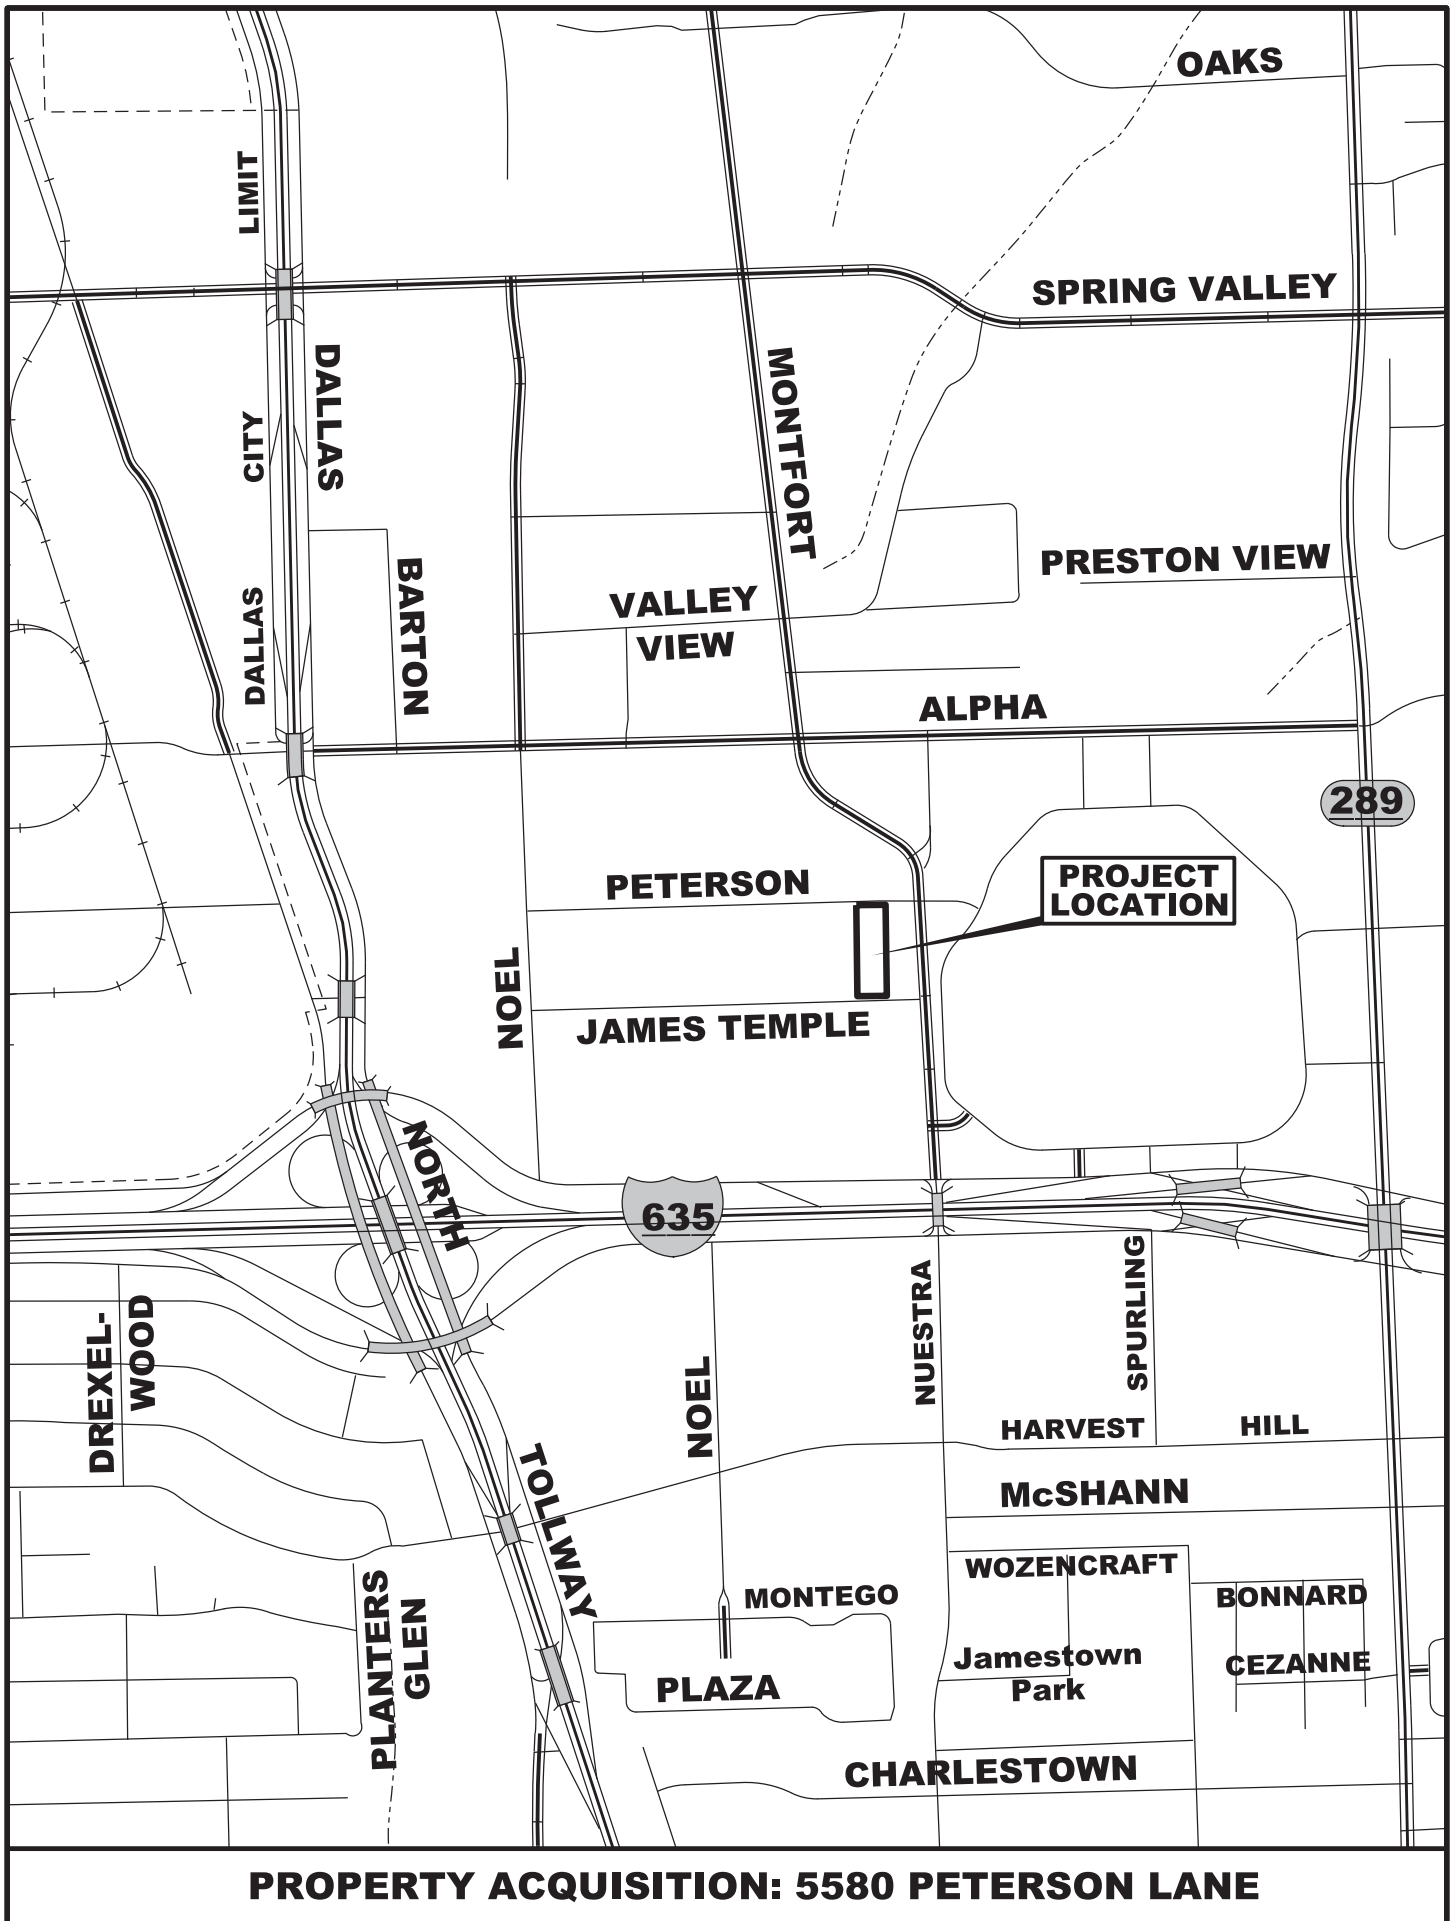 OAKS
LIMIT
SPRING VALLEY
DALLAS
MONTFORT
CITY
PRESTON VIEW
BARTON
VALLEY
VIEW
DALLAS
ALPHA
289
PROJECT
LOCATION
PETERSON
NOEL
JAMES TEMPLE
NORTH
635
NUESTRA
SPURLING
DREXEL-
WOOD
NOEL
HARVEST HILL
TOLLWAY
McSHANN
WOZENCRAFT
PLANTERS
GLEN
MONTEGO
BONNARD
Jamestown
Park
CEZANNE
PLAZA
CHARLESTOWN
PROPERTY ACQUISITION: 5580 PETERSON LANE